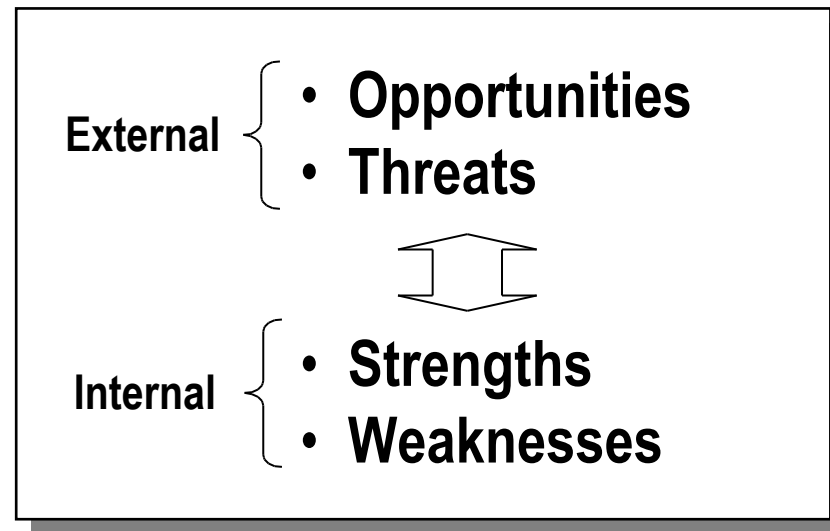 External
• Opportunities
• Threats
Internal
• Strengths
• Weaknesses